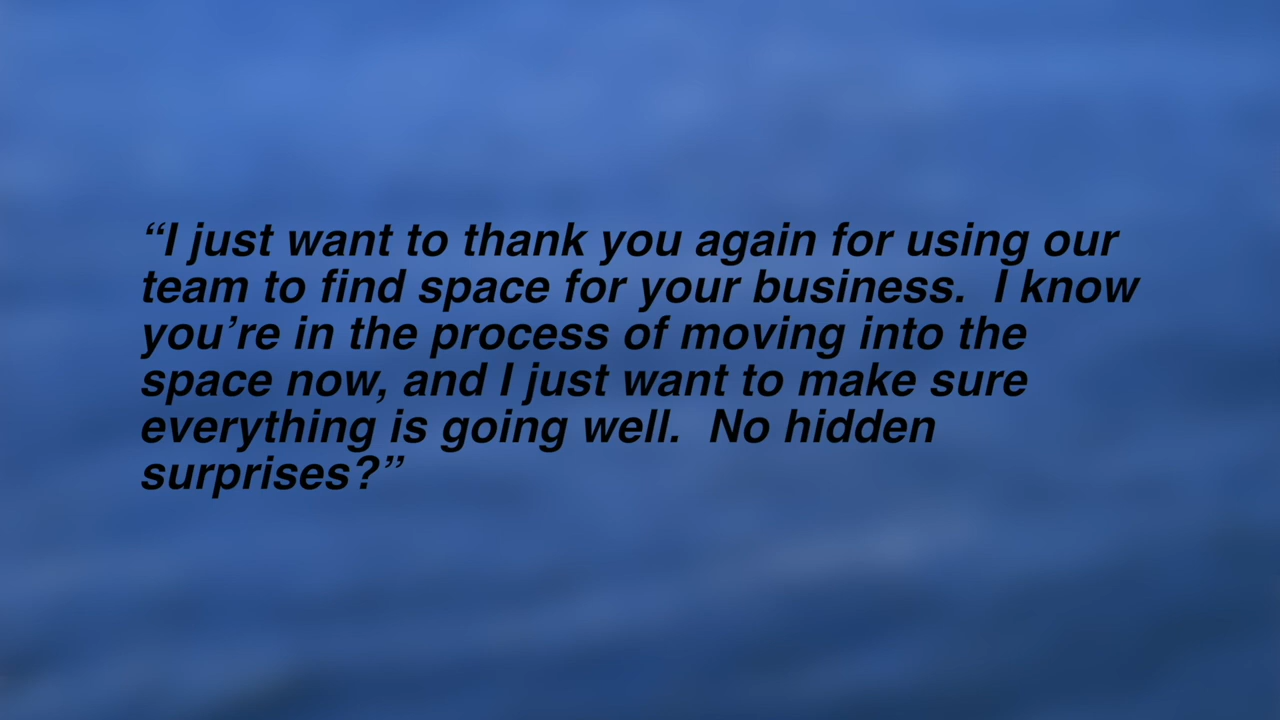 “I just want to thank you again for using our
team to find space for your business.  I know
you’re in the process of moving into the
space now, and I just want to make sure
everything is going well.  No hidden
surprises?”